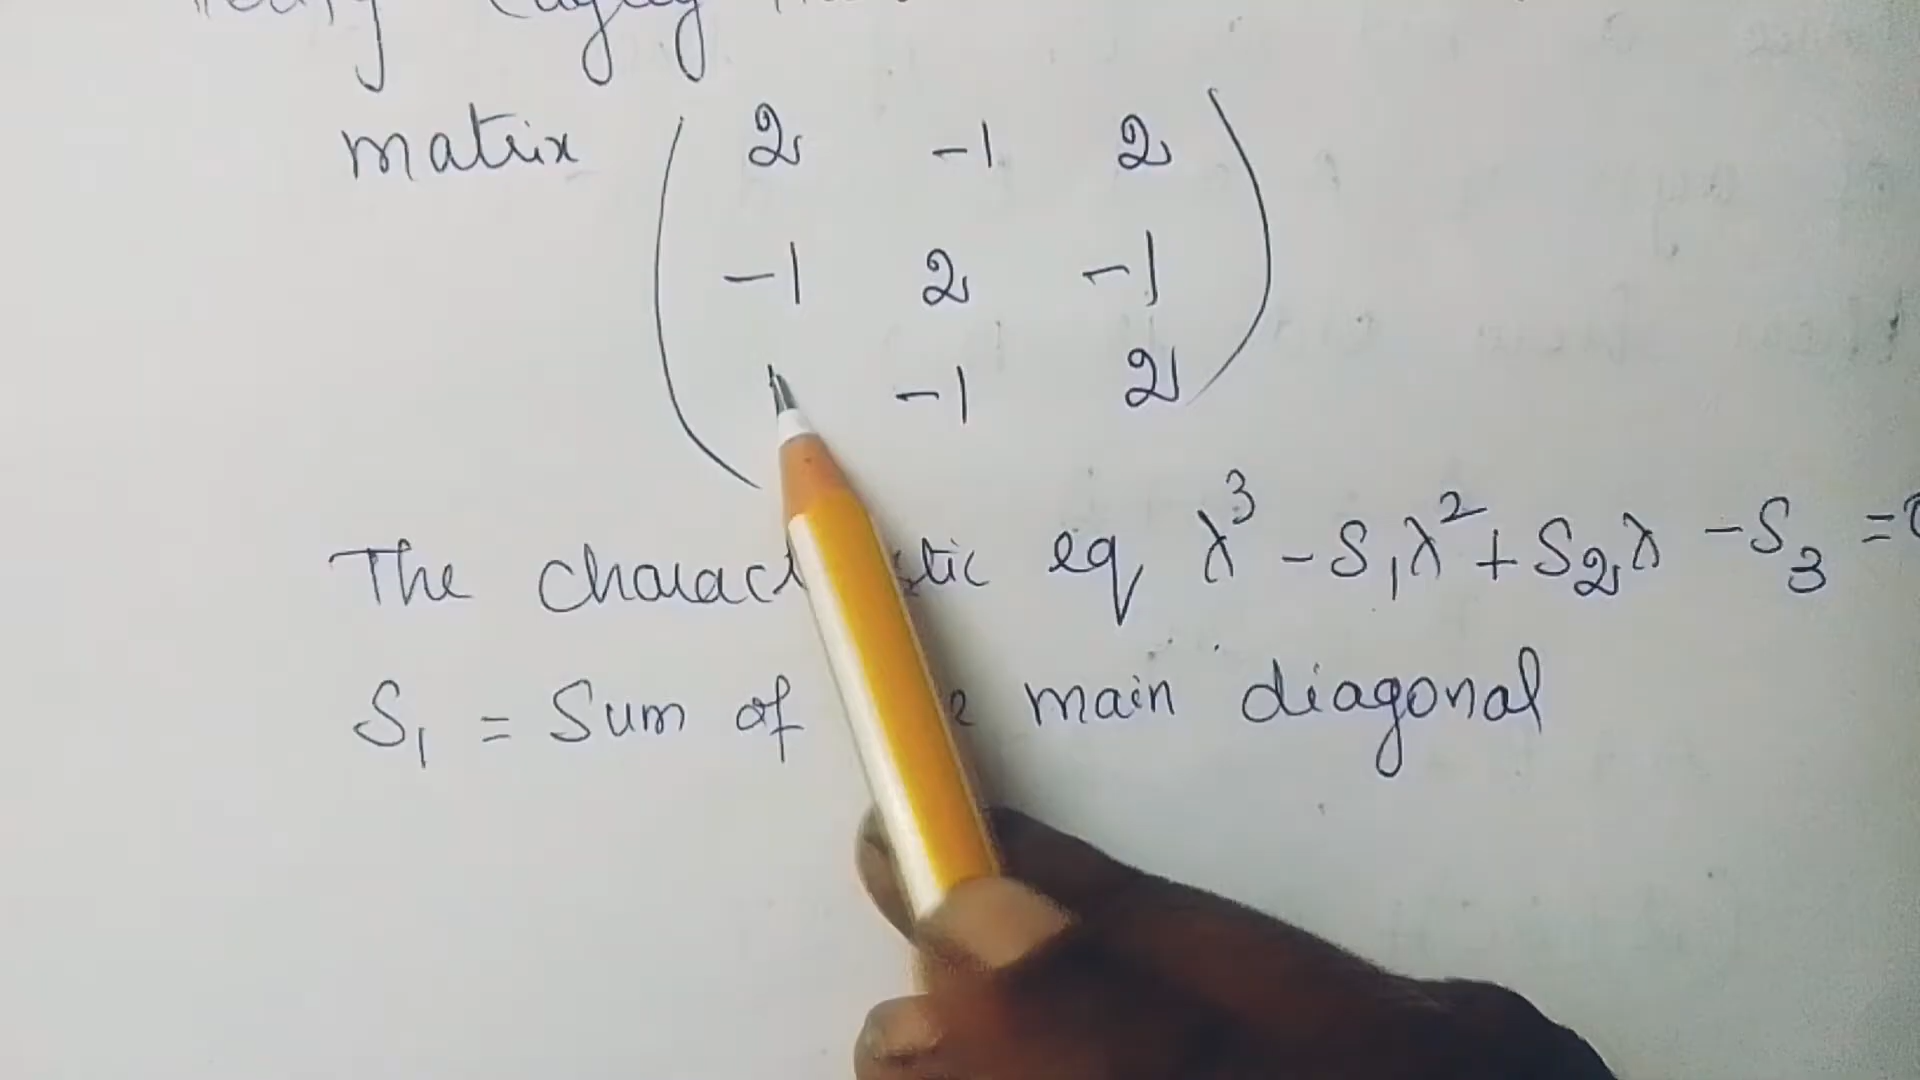 matrix ( 2 -1 2
-1 2 -1
-1 2 )
The eq λ³ - S₁λ² + S₂λ - S₃ =
S₁ = Sum of main diagonal